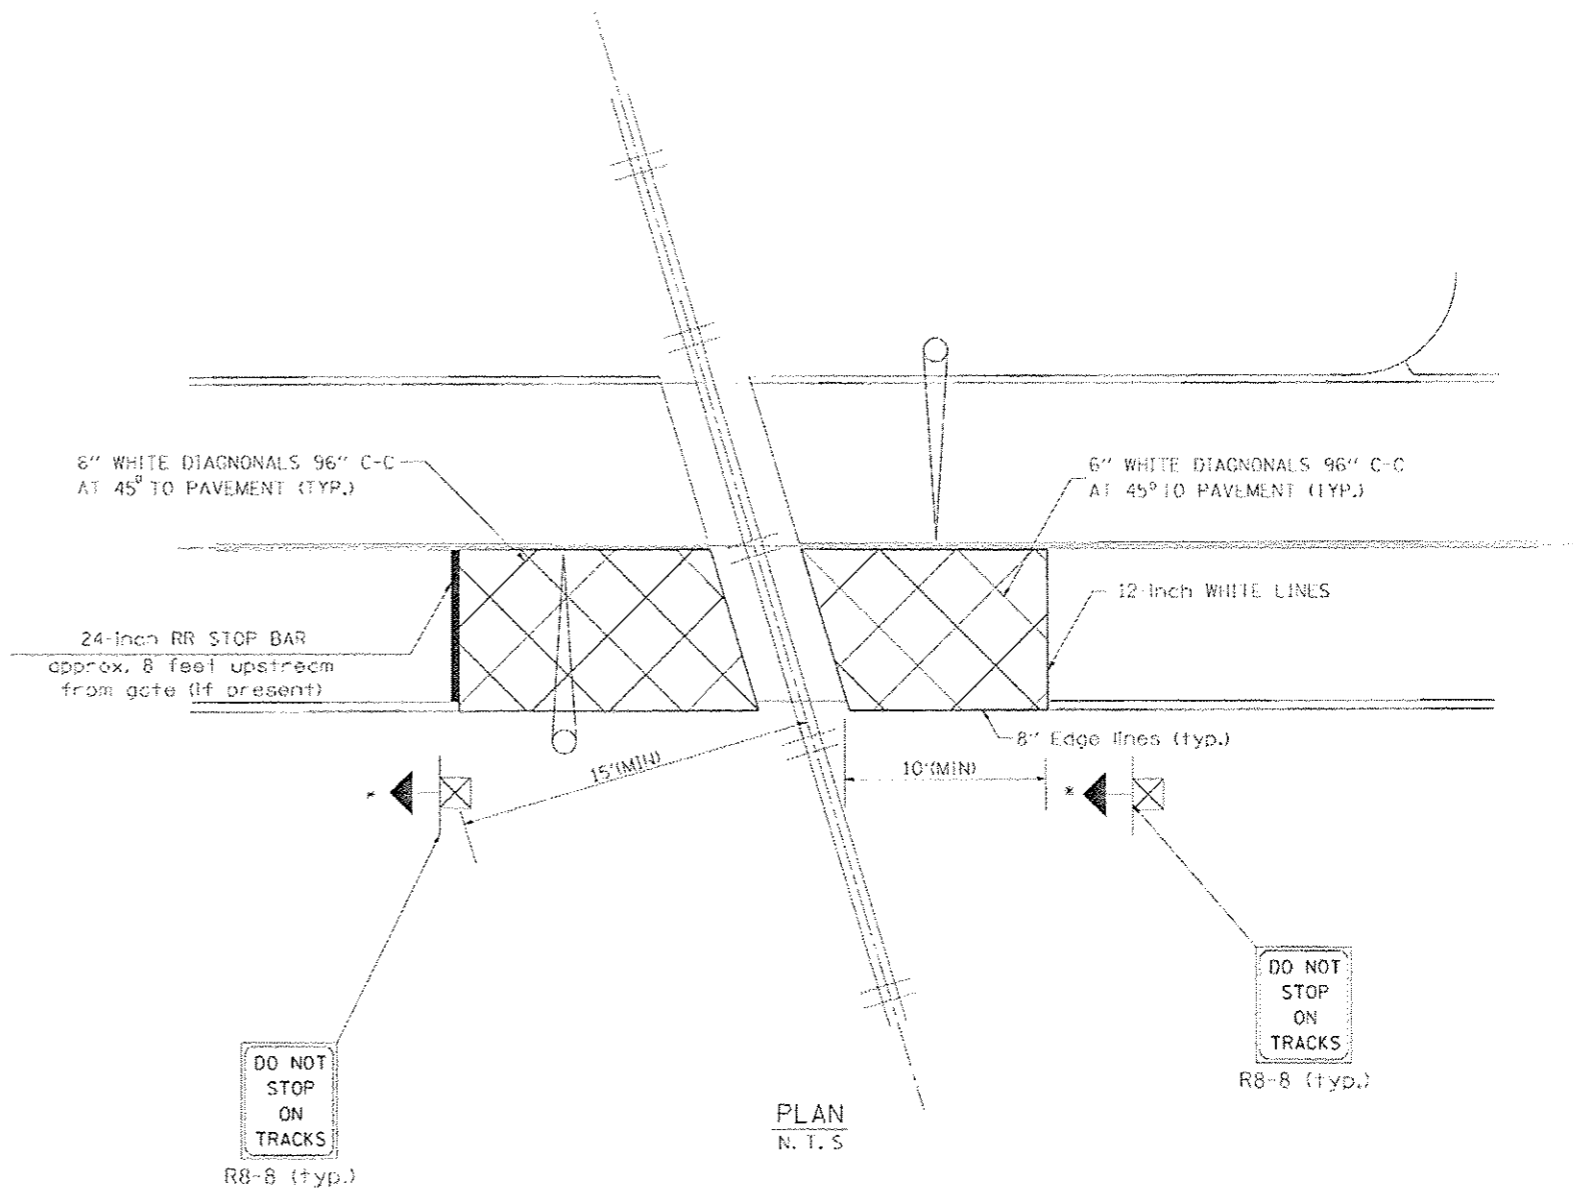 6" WHITE DIAGNONALS 96" C-C
AT 45° TO PAVEMENT (TYP.)
6" WHITE DIAGNONALS 96" C-C
AT 45° TO PAVEMENT (TYP.)
12-inch WHITE LINES
24-inch RR STOP BAR
approx. 8 feet upstream
from gate (if present)
8" Edge lines (typ.)
15'(MIN)
10'(MIN)
*
*
DO NOT
STOP
ON
TRACKS
R8-8 (typ.)
DO NOT
STOP
ON
TRACKS
R8-8 (typ.)
PLAN
N.T.S